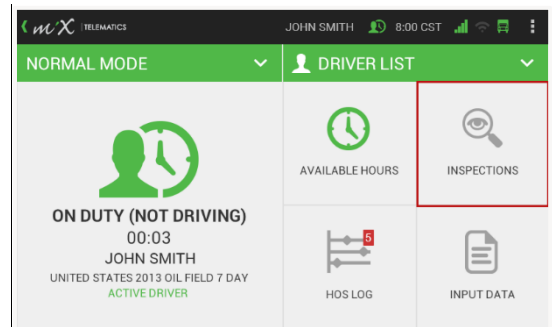 miX TELEMATICS
JOHN SMITH 8:00 CST
NORMAL MODE
DRIVER LIST
ON DUTY (NOT DRIVING)
00:03
JOHN SMITH
UNITED STATES 2013 OIL FIELD 7 DAY
ACTIVE DRIVER
AVAILABLE HOURS
INSPECTIONS
5
HOS LOG
INPUT DATA